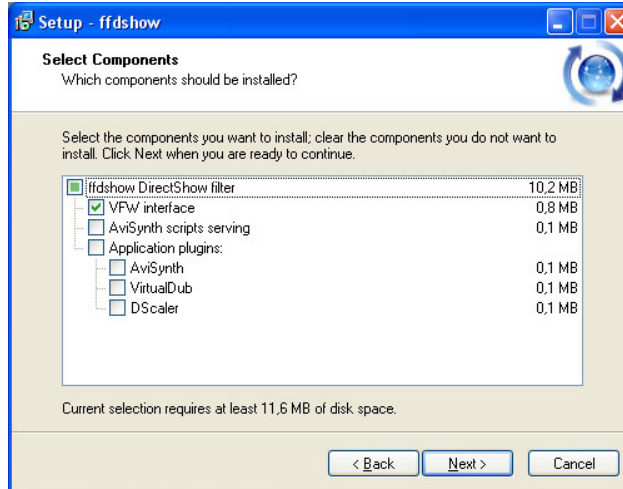 Setup - ffdshow
Select Components
Which components should be installed?
Select the components you want to install; clear the components you do not want to
install. Click Next when you are ready to continue.
ffdshow DirectShow filter 10,2 MB
VFW interface 0,8 MB
AviSynth scripts serving 0,1 MB
Application plugins:
AviSynth 0,1 MB
VirtualDub 0,1 MB
DScaler 0,1 MB
Current selection requires at least 11,6 MB of disk space.
< Back Next > Cancel